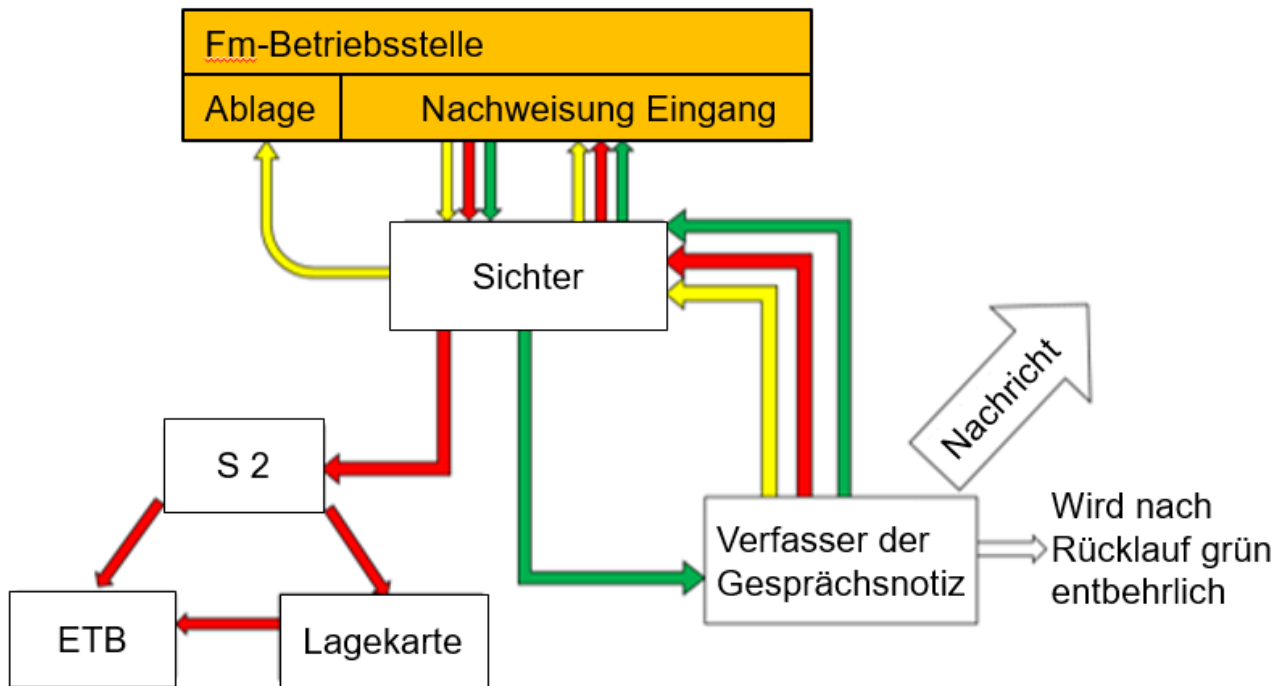 Fm-Betriebsstelle
Ablage
Nachweisung Eingang
Sichter
Nachricht
S 2
Verfasser der
Gesprächsnotiz
Wird nach
Rücklauf grün
entbehrlich
ETB
Lagekarte